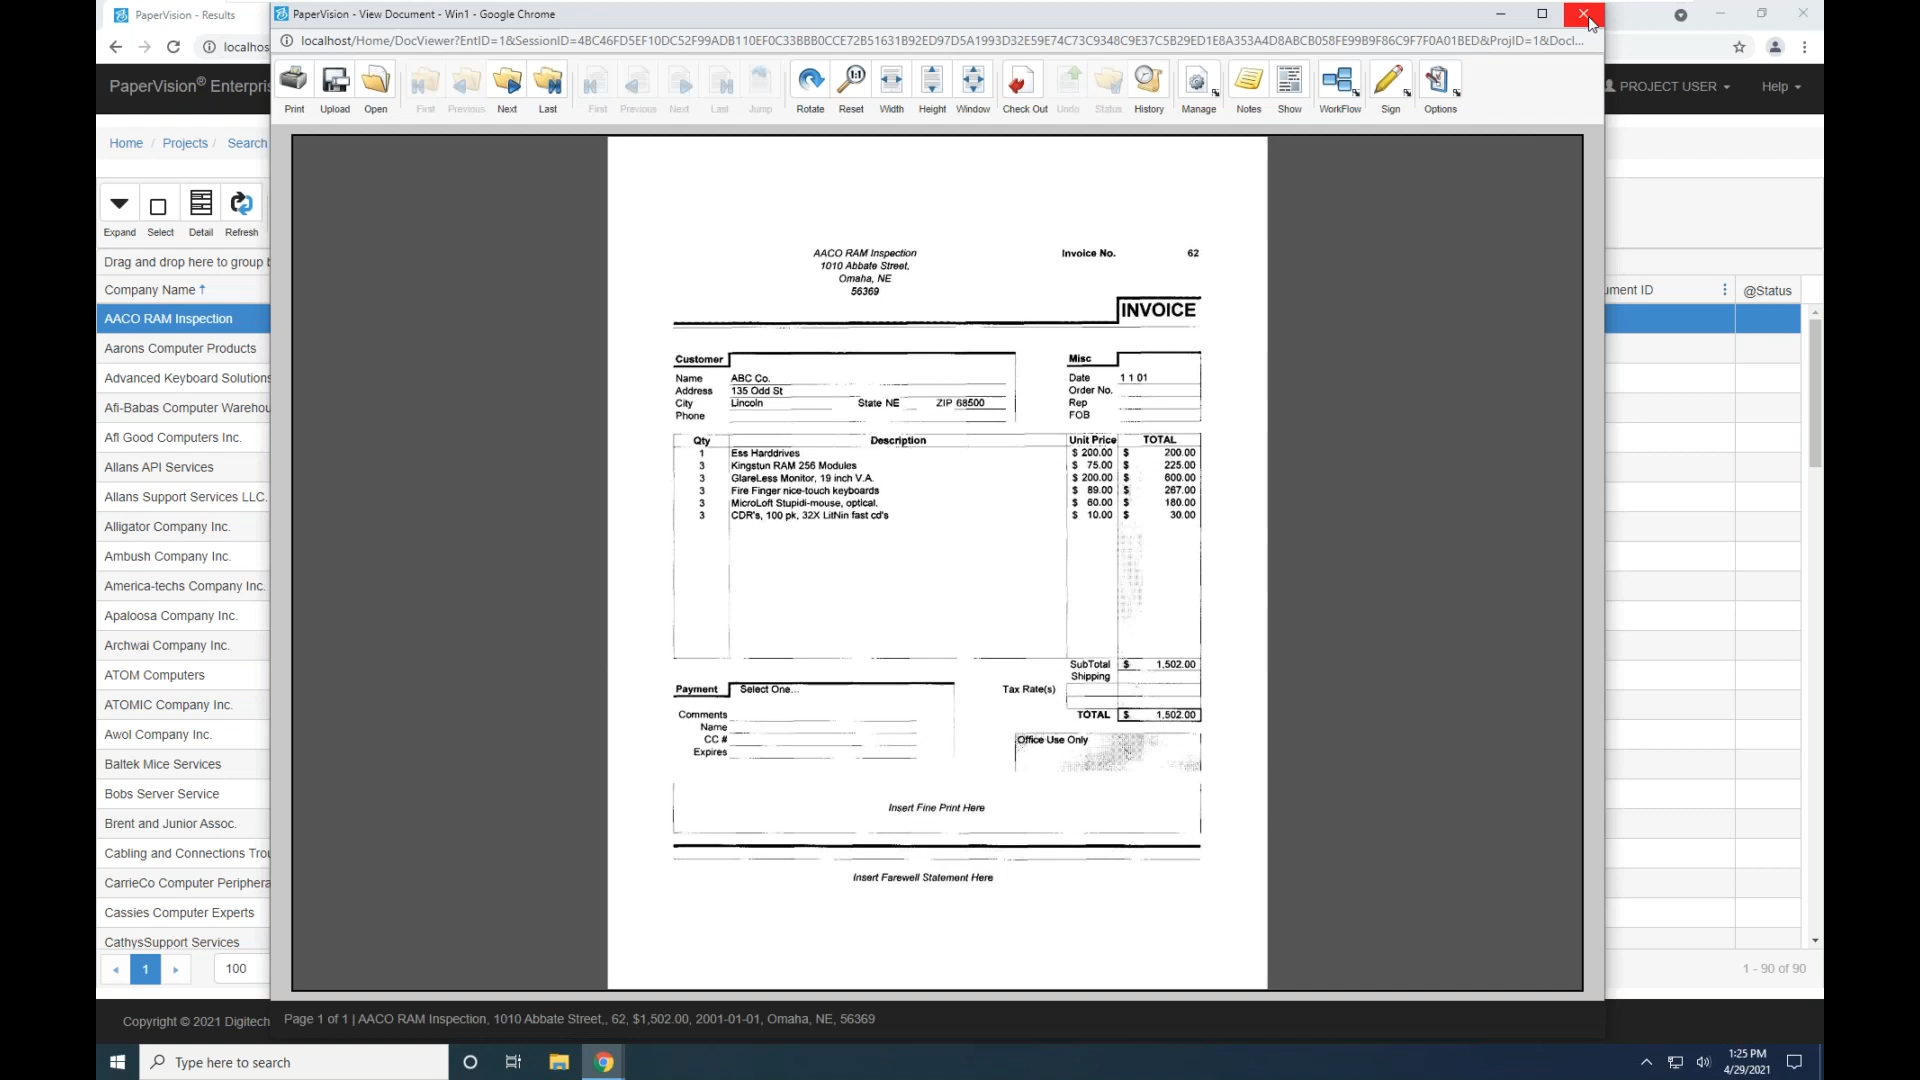 PaperVision - Results
PaperVision - View Document - Win1 - Google Chrome
localhos
localhost/Home/DocViewer?EntID=1&SessionID=4BC46FD5EF10DC52F99ADB110EF0C33BBB0CCE72B51631B92ED97D5A1993D32E59E74C73C9348C9E37C5B29ED1E8A353A4D8ABCB058FE99B9F86C9F7F0A01BED&ProjID=1&DocI...
PaperVision® Enterpris
PROJECT USER
Help
Print
Upload
Open
First
Previous
Next
Last
First
Previous
Next
Last
Jump
Rotate
Reset
Width
Height
Window
Check Out
Undo
Status
History
Manage
Notes
Show
WorkFlow
Sign
Options
Home / Projects / Search
Expand
Select
Detail
Refresh
Drag and drop here to group b
Company Name ↑
ument ID
@Status
AACO RAM Inspection
Aarons Computer Products
Advanced Keyboard Solutions
Afi-Babas Computer Warehou
Afl Good Computers Inc.
Allans API Services
Allans Support Services LLC.
Alligator Company Inc.
Ambush Company Inc.
America-techs Company Inc.
Apaloosa Company Inc.
Archwai Company Inc.
ATOM Computers
ATOMIC Company Inc.
Awol Company Inc.
Baltek Mice Services
Bobs Server Service
Brent and Junior Assoc.
Cabling and Connections Trou
CarrieCo Computer Periphera
Cassies Computer Experts
CathysSupport Services
1
100
1 - 90 of 90
AACO RAM Inspection
1010 Abbate Street,
Omaha, NE
56369
Invoice No. 62
INVOICE
Customer
Name ABC Co.
Address 135 Odd St
City Lincoln State NE ZIP 68500
Phone
Misc
Date 1 1 01
Order No.
Rep
FOB
Qty Description Unit Price TOTAL
1 Ess Harddrives $ 200.00 $ 200.00
3 Kingstun RAM 256 Modules $ 75.00 $ 225.00
3 GlareLess Monitor, 19 inch V.A. $ 200.00 $ 600.00
3 Fire Finger nice-touch keyboards $ 89.00 $ 267.00
3 MicroLoft Stupidi-mouse, optical. $ 60.00 $ 180.00
3 CDR's, 100 pk, 32X LitNin fast cd's $ 10.00 $ 30.00
SubTotal $ 1,502.00
Shipping
Payment Select One...
Tax Rate(s)
TOTAL $ 1,502.00
Comments
Name
CC #
Expires
Office Use Only
Insert Fine Print Here
Insert Farewell Statement Here
Copyright © 2021 Digitech
Page 1 of 1 | AACO RAM Inspection, 1010 Abbate Street,, 62, $1,502.00, 2001-01-01, Omaha, NE, 56369
Type here to search
1:25 PM
4/29/2021